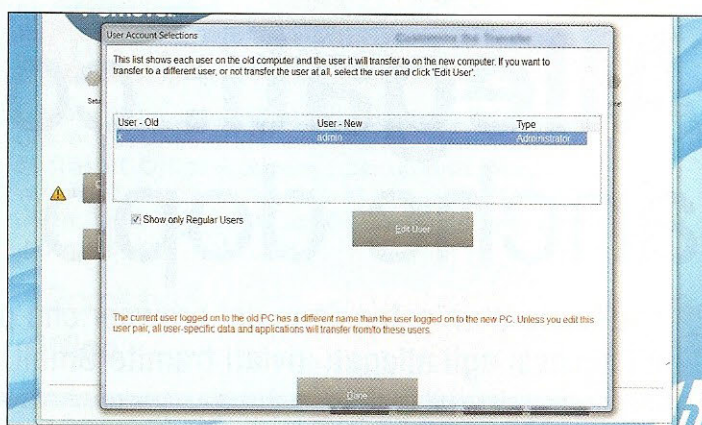 User Account Selections
Customize the Transfer
This list shows each user on the old computer and the user it will transfer to on the new computer. If you want to
transfer to a different user, or not transfer the user at all, select the user and click 'Edit User'.
User - Old User - New Type
x admin Administrator
Show only Regular Users
Edit User
The current user logged on to the old PC has a different name than the user logged on to the new PC. Unless you edit this
user pair, all user-specific data and applications will transfer from/to these users.
Done